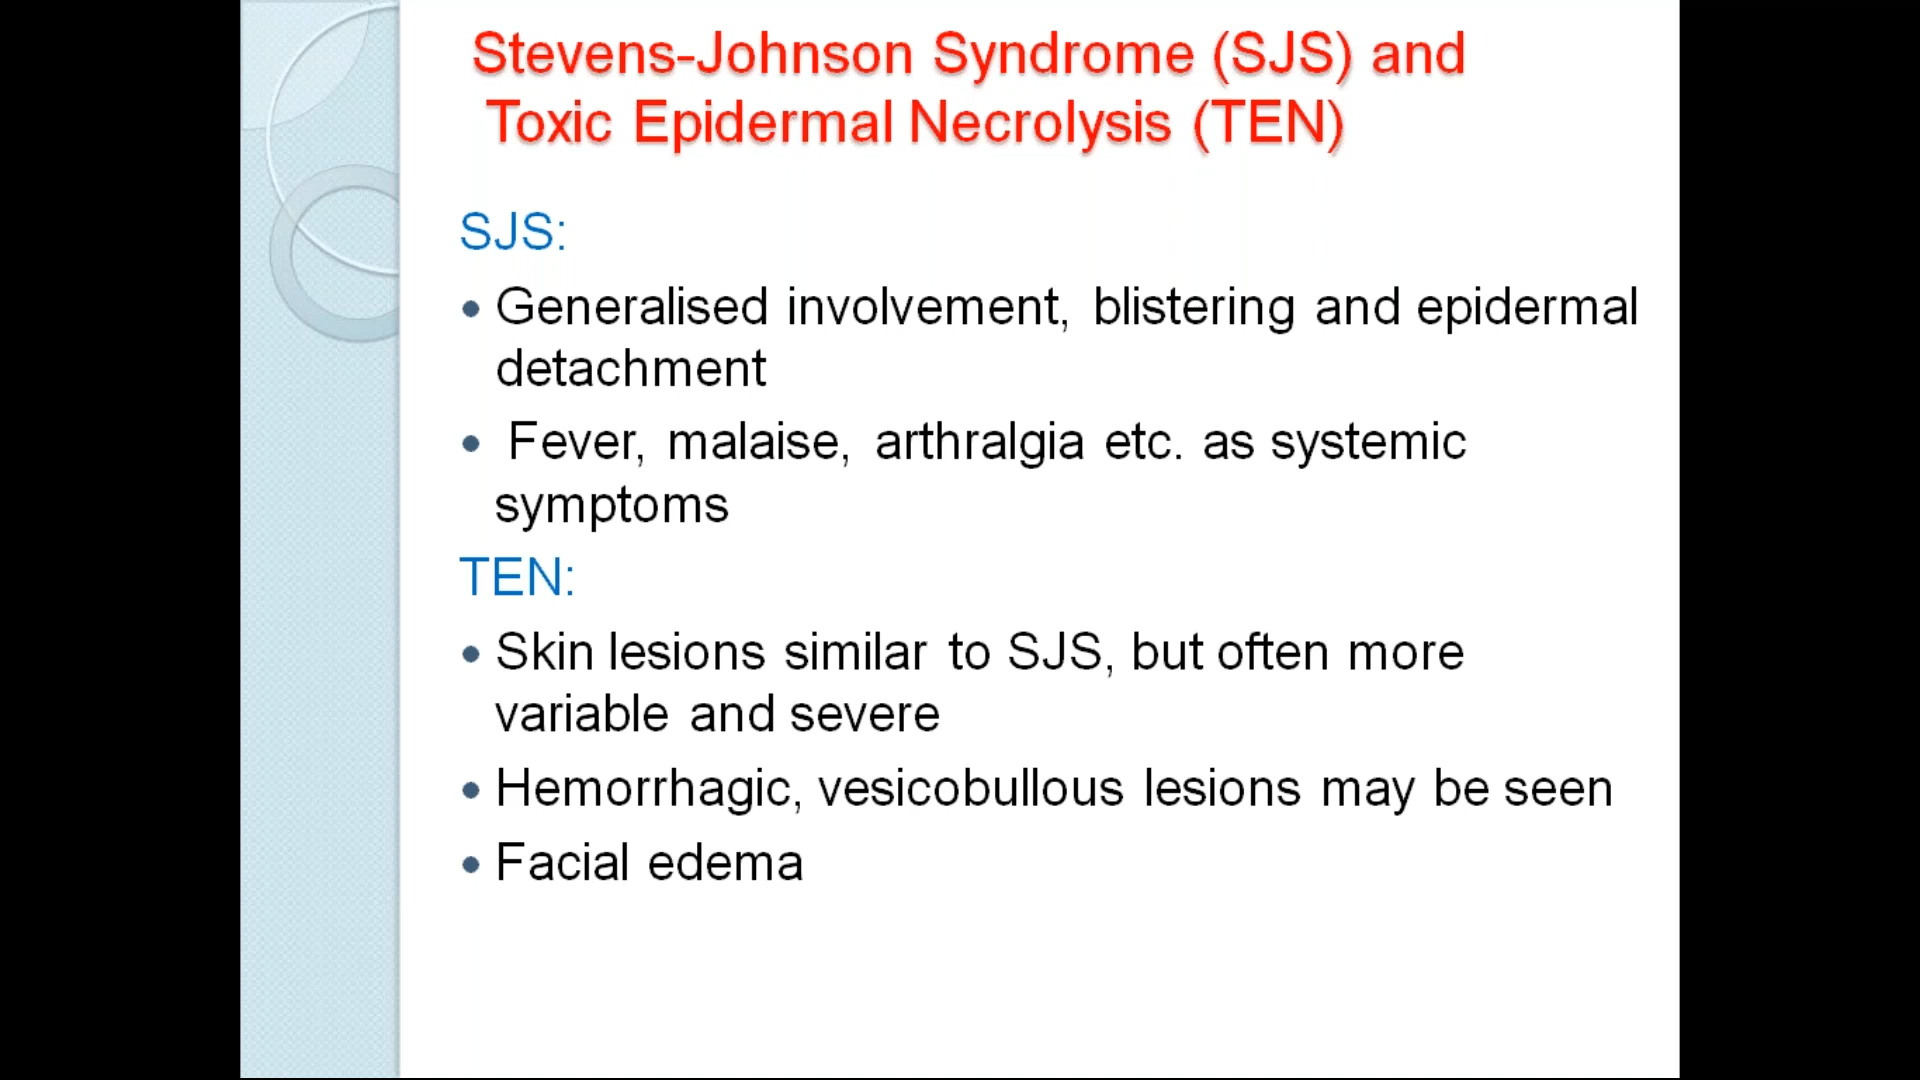 Stevens-Johnson Syndrome (SJS) and
Toxic Epidermal Necrolysis (TEN)
SJS:
• Generalised involvement, blistering and epidermal
detachment
• Fever, malaise, arthralgia etc. as systemic
symptoms
TEN:
• Skin lesions similar to SJS, but often more
variable and severe
• Hemorrhagic, vesicobullous lesions may be seen
• Facial edema